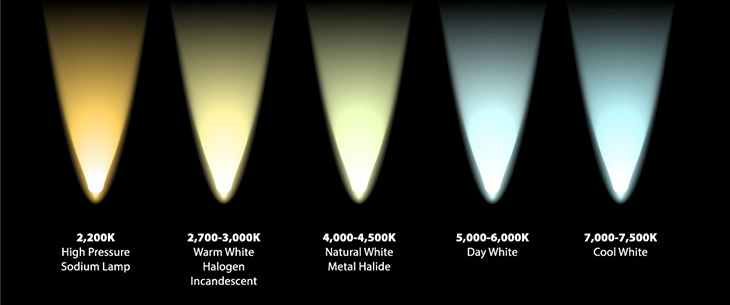 2,200K
High Pressure
Sodium Lamp
2,700-3,000K
Warm White
Halogen
Incandescent
4,000-4,500K
Natural White
Metal Halide
5,000-6,000K
Day White
7,000-7,500K
Cool White